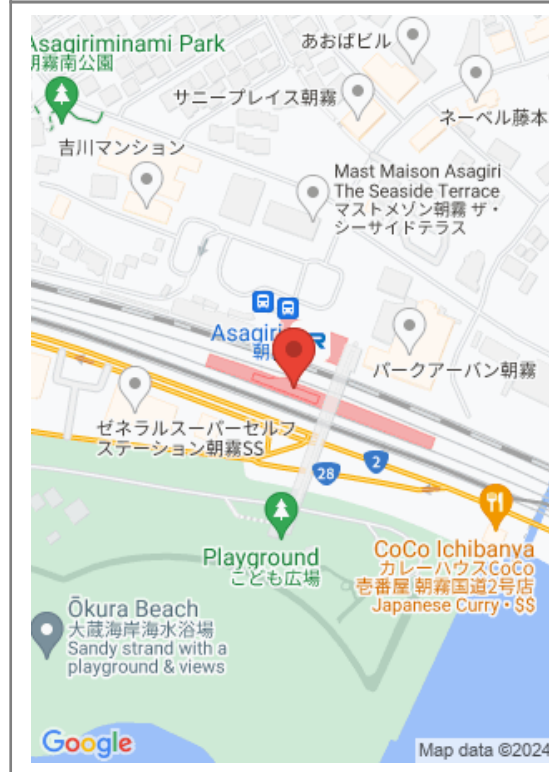 Asagiriminami Park
朝霧南公園
あおばビル
サニープレイス朝霧
ネーベル藤本
吉川マンション
Mast Maison Asagiri
The Seaside Terrace
マストメゾン朝霧 ザ・
シーサイドテラス
Asagiri
朝
R
パークアーバン朝霧
ゼネラルスーパーセルフ
ステーション朝霧SS
2
28
Playground
こども広場
CoCo Ichibanya
カレーハウスCoCo
壱番屋 朝霧国道2号店
Japanese Curry • $$
Ōkura Beach
大蔵海岸海水浴場
Sandy strand with a
playground & views
Google
Map data ©2024